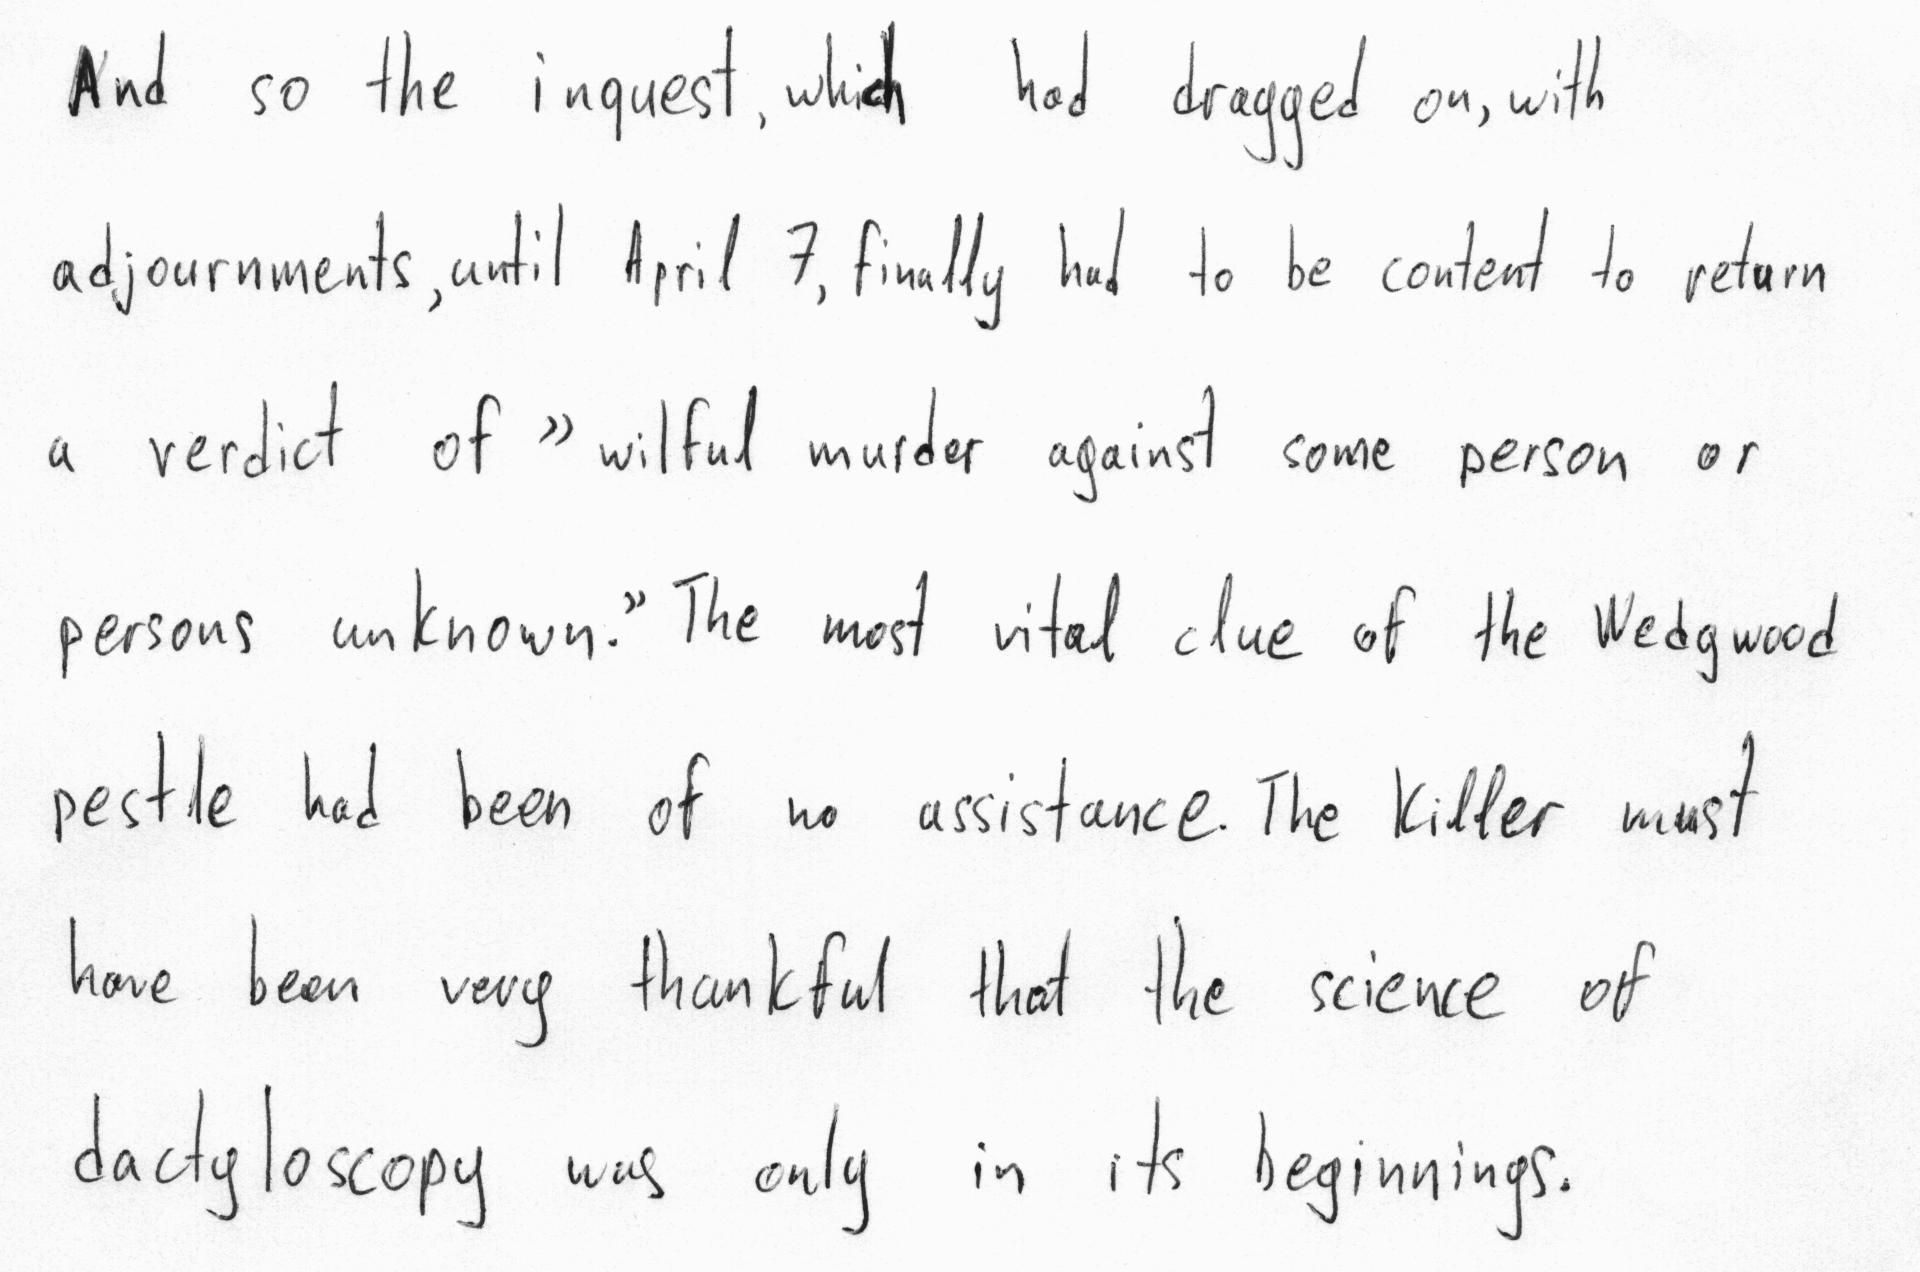 And so the inquest, which had dragged on, with
adjournments, until April 7, finally had to be content to return
a verdict of "wilful murder against some person or
persons unknown." The most vital clue of the Wedgwood
pestle had been of no assistance. The killer must
have been very thankful that the science of
dactyloscopy was only in its beginnings.